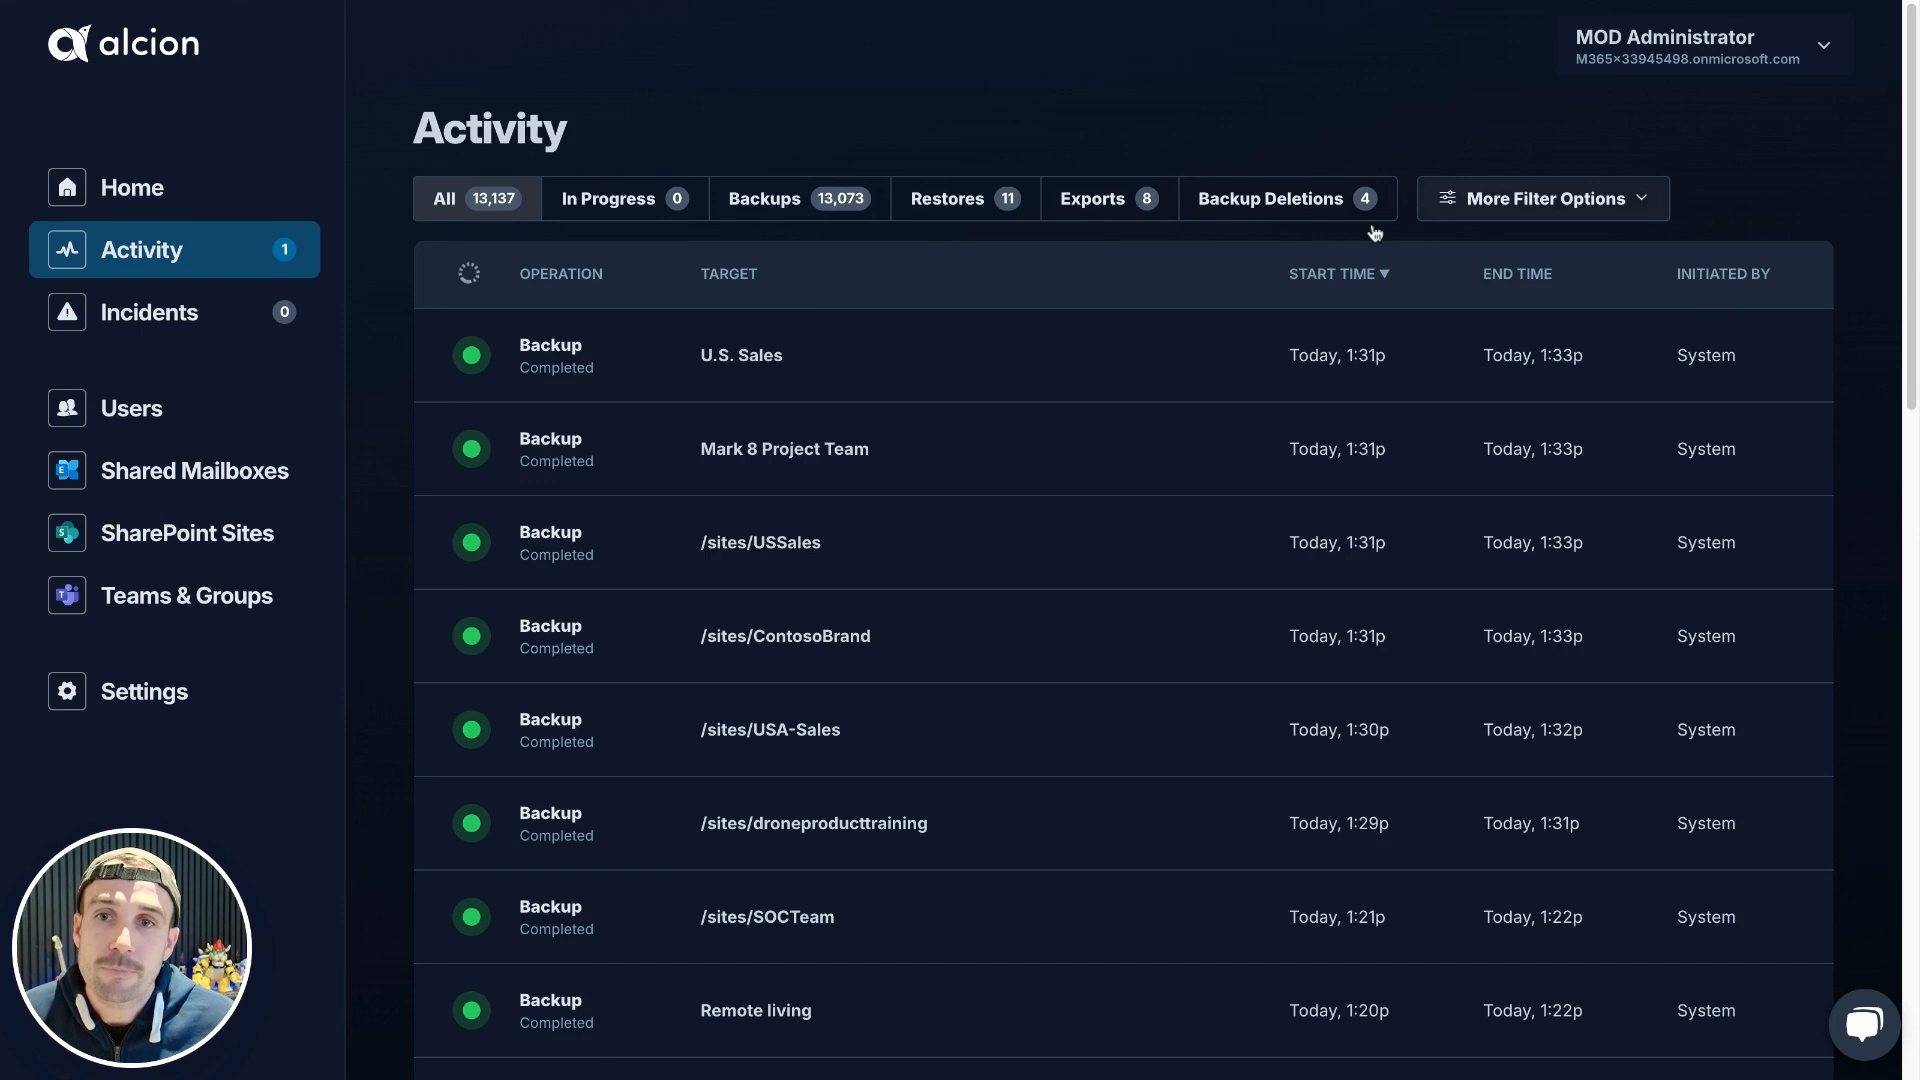 alcion
MOD Administrator
M365x33945498.onmicrosoft.com
Home
Activity 1
Incidents 0
Users
Shared Mailboxes
SharePoint Sites
Teams & Groups
Settings
Activity
All 13,137 In Progress 0 Backups 13,073 Restores 11 Exports 8 Backup Deletions 4 More Filter Options
OPERATION TARGET START TIME▼ END TIME INITIATED BY
Backup
Completed
U.S. Sales Today, 1:31p Today, 1:33p System
Backup
Completed
Mark 8 Project Team Today, 1:31p Today, 1:33p System
Backup
Completed
/sites/USSales Today, 1:31p Today, 1:33p System
Backup
Completed
/sites/ContosoBrand Today, 1:31p Today, 1:33p System
Backup
Completed
/sites/USA-Sales Today, 1:30p Today, 1:32p System
Backup
Completed
/sites/droneproducttraining Today, 1:29p Today, 1:31p System
Backup
Completed
/sites/SOCTeam Today, 1:21p Today, 1:22p System
Backup
Completed
Remote living Today, 1:20p Today, 1:22p System